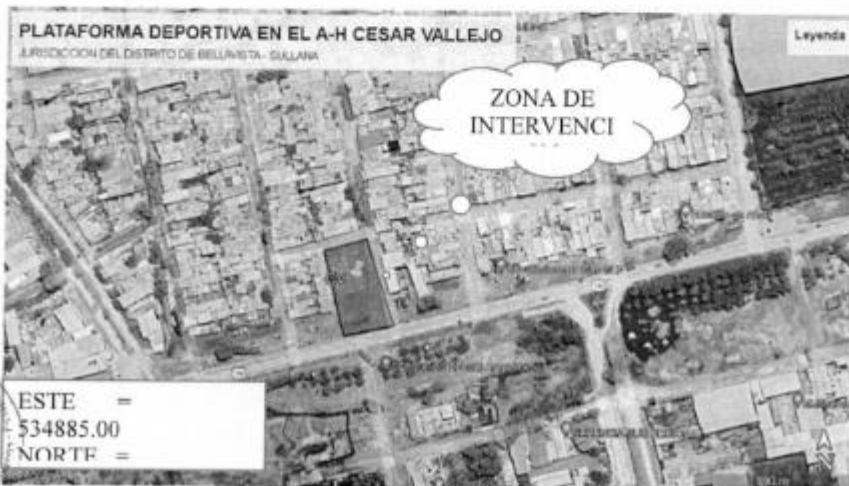 PLATAFORMA DEPORTIVA EN EL A-H CESAR VALLEJO
JURISDICCION DEL DISTRITO DE BELLAVISTA - SULLANA
Leyenda
ZONA DE
INTERVENCI
ESTE =
534885.00
NORTE =